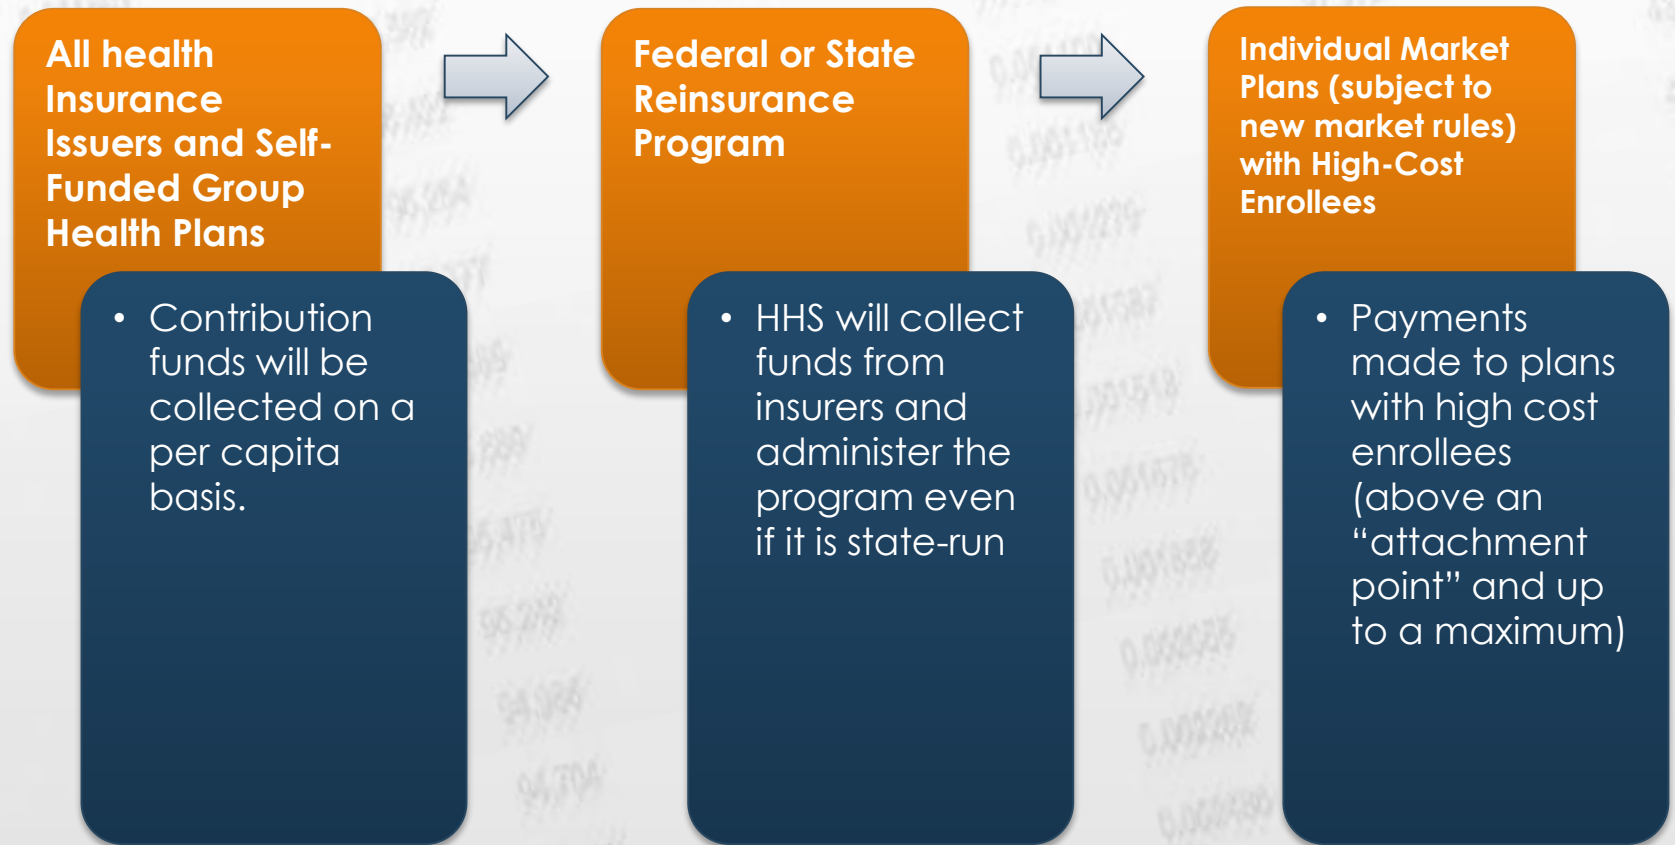 All health
Insurance
Issuers and Self-
Funded Group
Health Plans
• Contribution
funds will be
collected on a
per capita
basis.
Federal or State
Reinsurance
Program
• HHS will collect
funds from
insurers and
administer the
program even
if it is state-run
Individual Market
Plans (subject to
new market rules)
with High-Cost
Enrollees
• Payments
made to plans
with high cost
enrollees
(above an
“attachment
point” and up
to a maximum)